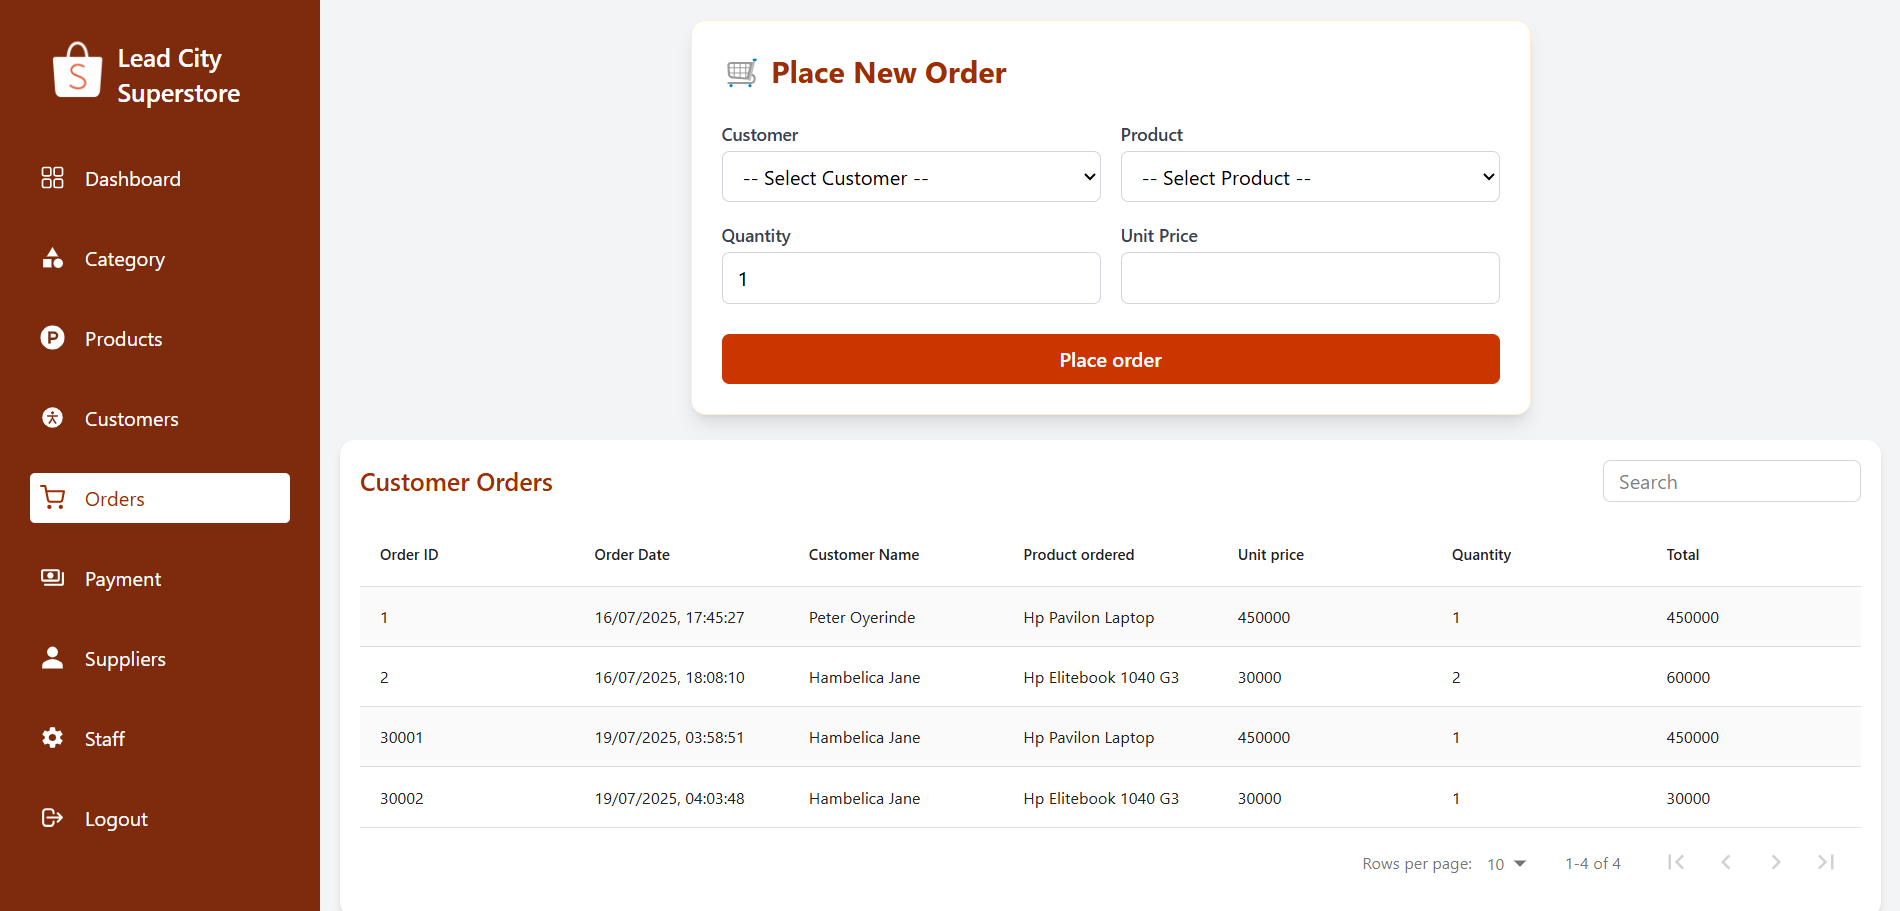 S
Lead City
Superstore
Dashboard
Category
P Products
Customers
Orders
Payment
Suppliers
Staff
Logout
Place New Order
Customer Product
-- Select Customer -- -- Select Product --
Quantity Unit Price
1
Place order
Customer Orders Search
Order ID Order Date Customer Name Product ordered Unit price Quantity Total
1 16/07/2025, 17:45:27 Peter Oyerinde Hp Pavilon Laptop 450000 1 450000
2 16/07/2025, 18:08:10 Hambelica Jane Hp Elitebook 1040 G3 30000 2 60000
30001 19/07/2025, 03:58:51 Hambelica Jane Hp Pavilon Laptop 450000 1 450000
30002 19/07/2025, 04:03:48 Hambelica Jane Hp Elitebook 1040 G3 30000 1 30000
Rows per page: 10 1-4 of 4